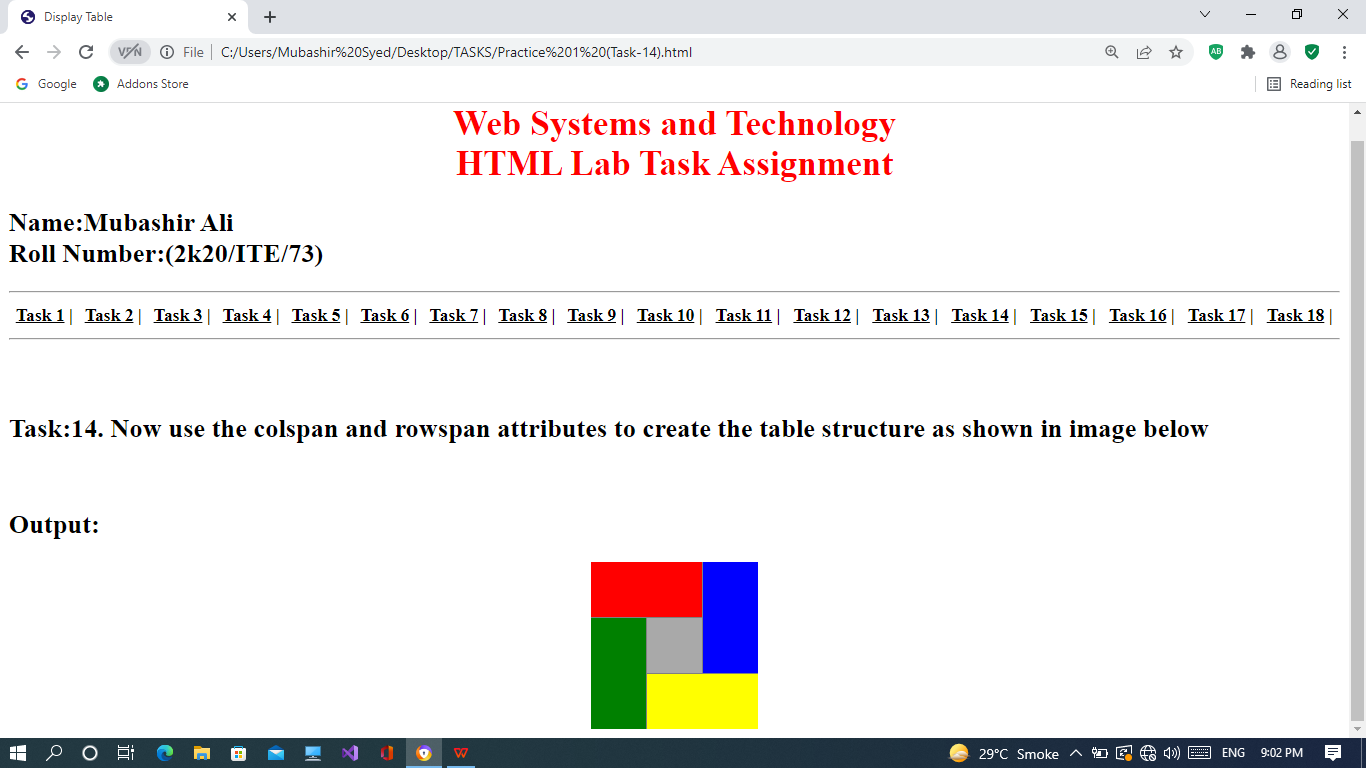 Display Table
VPN File C:/Users/Mubashir%20Syed/Desktop/TASKS/Practice%201%20(Task-14).html
Google Addons Store Reading list
Web Systems and Technology
HTML Lab Task Assignment
Name:Mubashir Ali
Roll Number:(2k20/ITE/73)
Task 1 | Task 2 | Task 3 | Task 4 | Task 5 | Task 6 | Task 7 | Task 8 | Task 9 | Task 10 | Task 11 | Task 12 | Task 13 | Task 14 | Task 15 | Task 16 | Task 17 | Task 18 |
Task:14. Now use the colspan and rowspan attributes to create the table structure as shown in image below
Output:
29°C Smoke ENG 9:02 PM